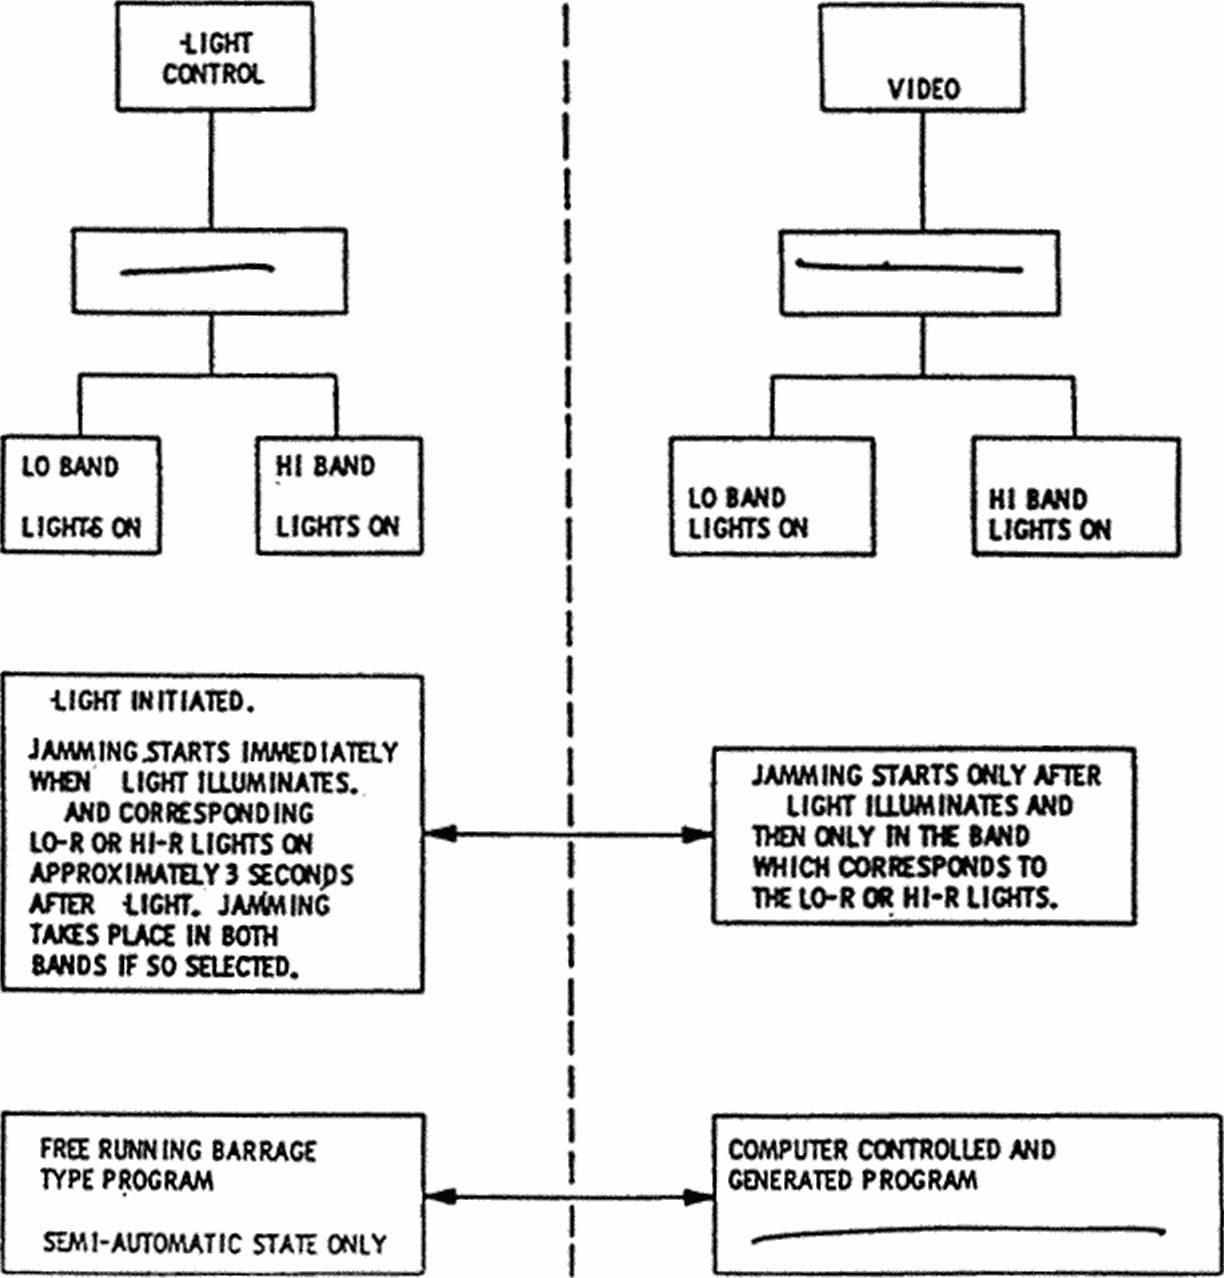 -LIGHT
CONTROL
VIDEO
LO BAND
LIGHTS ON
HI BAND
LIGHTS ON
LO BAND
LIGHTS ON
HI BAND
LIGHTS ON
-LIGHT INITIATED.
JAMMING STARTS IMMEDIATELY
WHEN LIGHT ILLUMINATES.
AND CORRESPONDING
LO-R OR HI-R LIGHTS ON
APPROXIMATELY 3 SECONDS
AFTER -LIGHT. JAMMING
TAKES PLACE IN BOTH
BANDS IF SO SELECTED.
JAMMING STARTS ONLY AFTER
LIGHT ILLUMINATES AND
THEN ONLY IN THE BAND
WHICH CORRESPONDS TO
THE LO-R OR HI-R LIGHTS.
FREE RUNNING BARRAGE
TYPE PROGRAM
SEMI-AUTOMATIC STATE ONLY
COMPUTER CONTROLLED AND
GENERATED PROGRAM